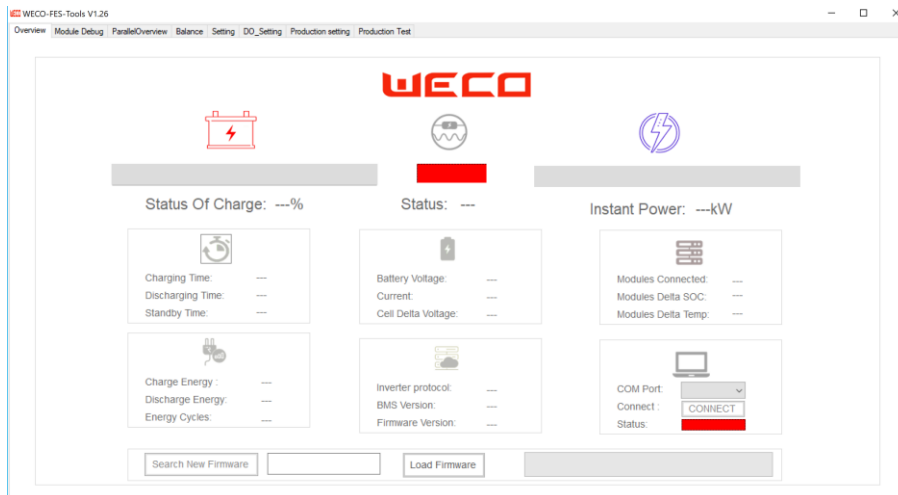 WECO-FES-Tools V1.26
Overview Module Debug ParallelOverview Balance Setting DO_Setting Production setting Production Test
WECO
Status Of Charge: ---% Status: --- Instant Power: ---kW
Charging Time: --- Battery Voltage: --- Modules Connected: ---
Discharging Time: --- Current: --- Modules Delta SOC: ---
Standby Time: --- Cell Delta Voltage: --- Modules Delta Temp: ---
Charge Energy : --- Inverter protocol: --- COM Port:
Discharge Energy: --- BMS Version: --- Connect : CONNECT
Energy Cycles: --- Firmware Version: --- Status:
Search New Firmware Load Firmware